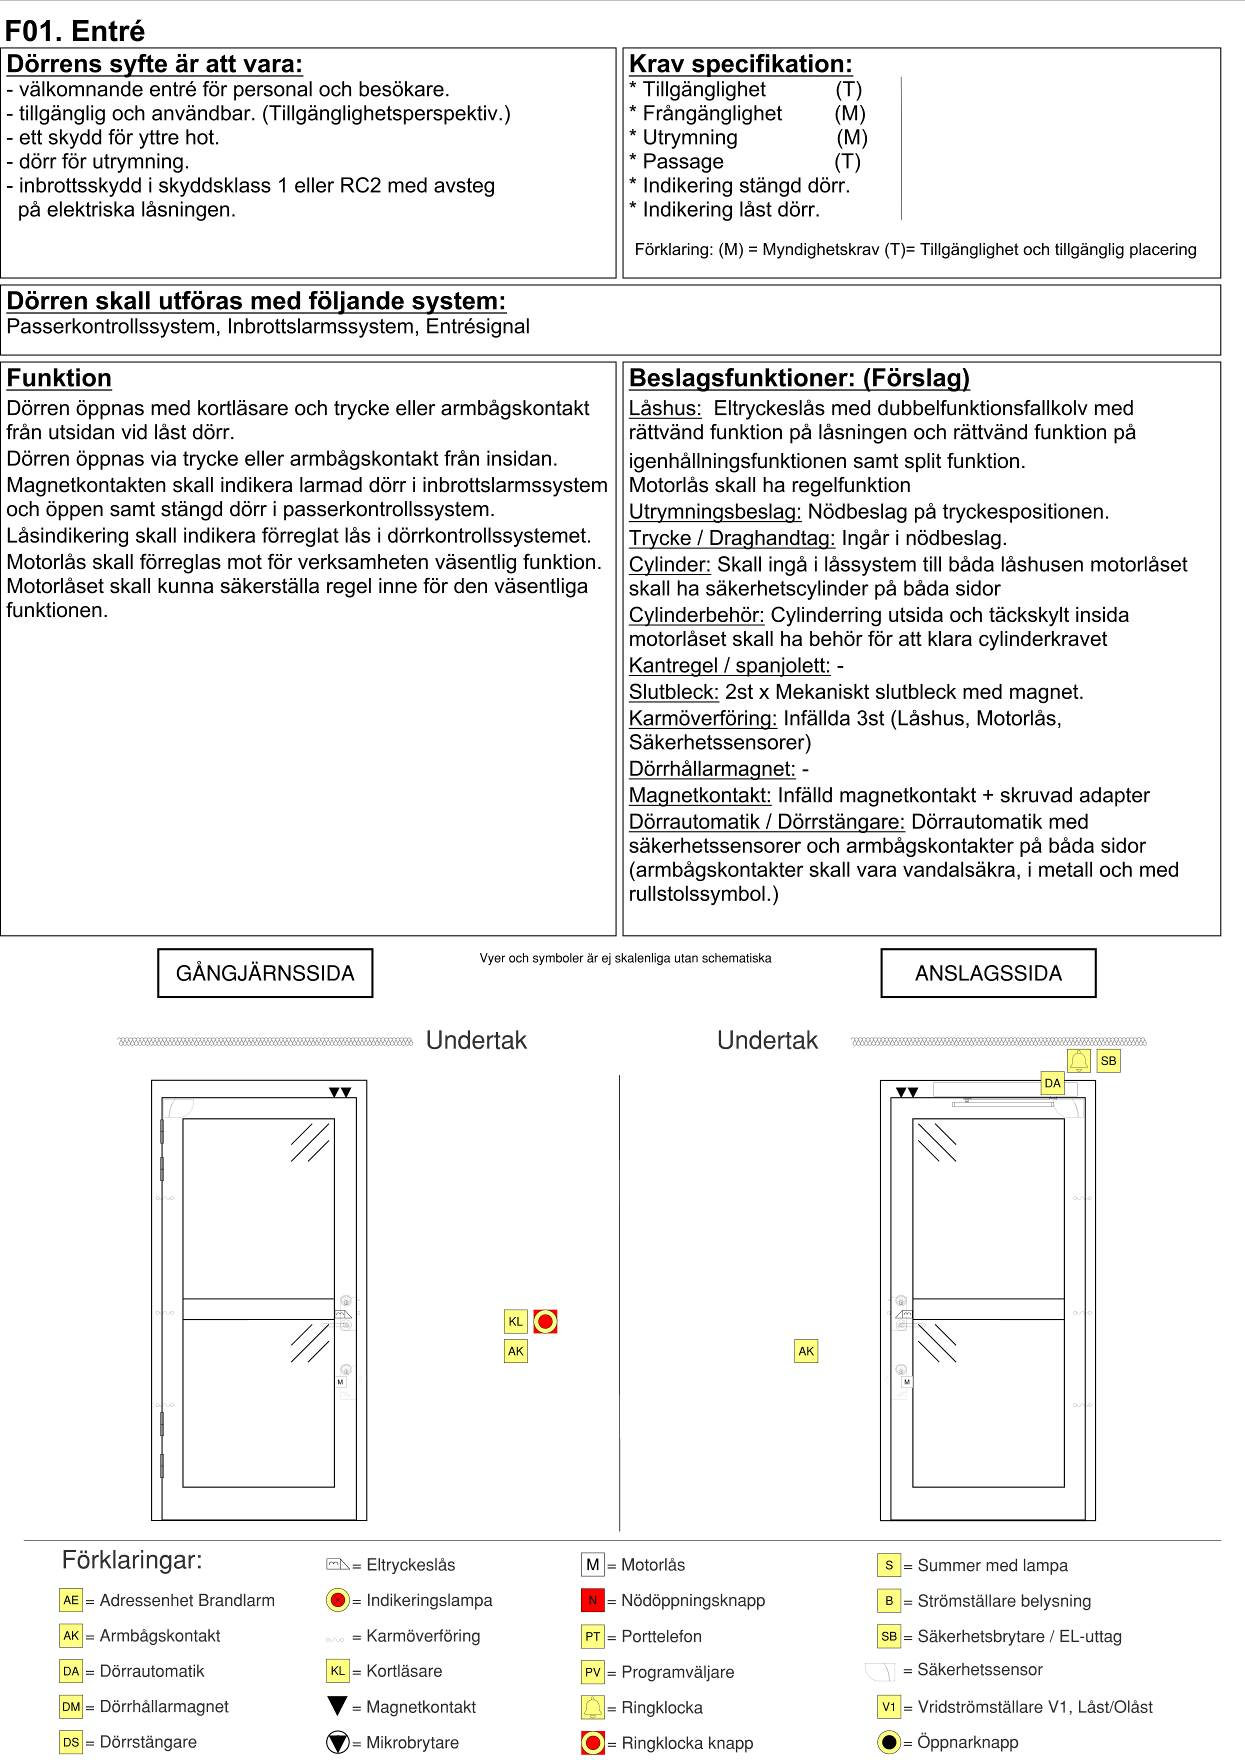 F01. Entré
Dörrens syfte är att vara:
- välkomnande entré för personal och besökare.
- tillgänglig och användbar. (Tillgänglighetsperspektiv.)
- ett skydd för yttre hot.
- dörr för utrymning.
- inbrottsskydd i skyddsklass 1 eller RC2 med avsteg
på elektriska låsningen.
Krav specifikation:
* Tillgänglighet (T)
* Frångänglighet (M)
* Utrymning (M)
* Passage (T)
* Indikering stängd dörr.
* Indikering låst dörr.
Förklaring: (M) = Myndighetskrav (T)= Tillgänglighet och tillgänglig placering
Dörren skall utföras med följande system:
Passerkontrollssystem, Inbrottslarmssystem, Entrésignal
Funktion
Dörren öppnas med kortläsare och trycke eller armbågskontakt
från utsidan vid låst dörr.
Dörren öppnas via trycke eller armbågskontakt från insidan.
Magnetkontakten skall indikera larmad dörr i inbrottslarmssystem
och öppen samt stängd dörr i passerkontrollssystem.
Låsindikering skall indikera förreglat lås i dörrkontrollssystemet.
Motorlås skall förreglas mot för verksamheten väsentlig funktion.
Motorlåset skall kunna säkerställa regel inne för den väsentliga
funktionen.
Beslagsfunktioner: (Förslag)
Låshus: Eltryckeslås med dubbelfunktionsfallkolv med
rättvänd funktion på låsningen och rättvänd funktion på
igenhållningsfunktionen samt split funktion.
Motorlås skall ha regelfunktion
Utrymningsbeslag: Nödbeslag på tryckespositionen.
Trycke / Draghandtag: Ingår i nödbeslag.
Cylinder: Skall ingå i låssystem till båda låshusen motorlåset
skall ha säkerhetscylinder på båda sidor
Cylinderbehör: Cylinderring utsida och täckskylt insida
motorlåset skall ha behör för att klara cylinderkravet
Kantregel / spanjolett: -
Slutbleck: 2st x Mekaniskt slutbleck med magnet.
Karmöverföring: Infällda 3st (Låshus, Motorlås,
Säkerhetssensorer)
Dörrhållarmagnet: -
Magnetkontakt: Infälld magnetkontakt + skruvad adapter
Dörrautomatik / Dörrstängare: Dörrautomatik med
säkerhetssensorer och armbågskontakter på båda sidor
(armbågskontakter skall vara vandalsäkra, i metall och med
rullstolssymbol.)
GÅNGJÄRNSSIDA
Vyer och symboler är ej skalenliga utan schematiska
ANSLAGSSIDA
Undertak
Undertak
SB
DA
KL
AK
AK
M
M
Förklaringar:
AE = Adressenhet Brandlarm
AK = Armbågskontakt
DA = Dörrautomatik
DM = Dörrhållarmagnet
DS = Dörrstängare
= Eltryckeslås
= Indikeringslampa
= Karmöverföring
KL = Kortläsare
= Magnetkontakt
= Mikrobrytare
M = Motorlås
N = Nödöppningsknapp
PT = Porttelefon
PV = Programväljare
= Ringklocka
= Ringklocka knapp
S = Summer med lampa
B = Strömställare belysning
SB = Säkerhetsbrytare / EL-uttag
= Säkerhetssensor
V1 = Vridströmställare V1, Låst/Olåst
= Öppnarknapp